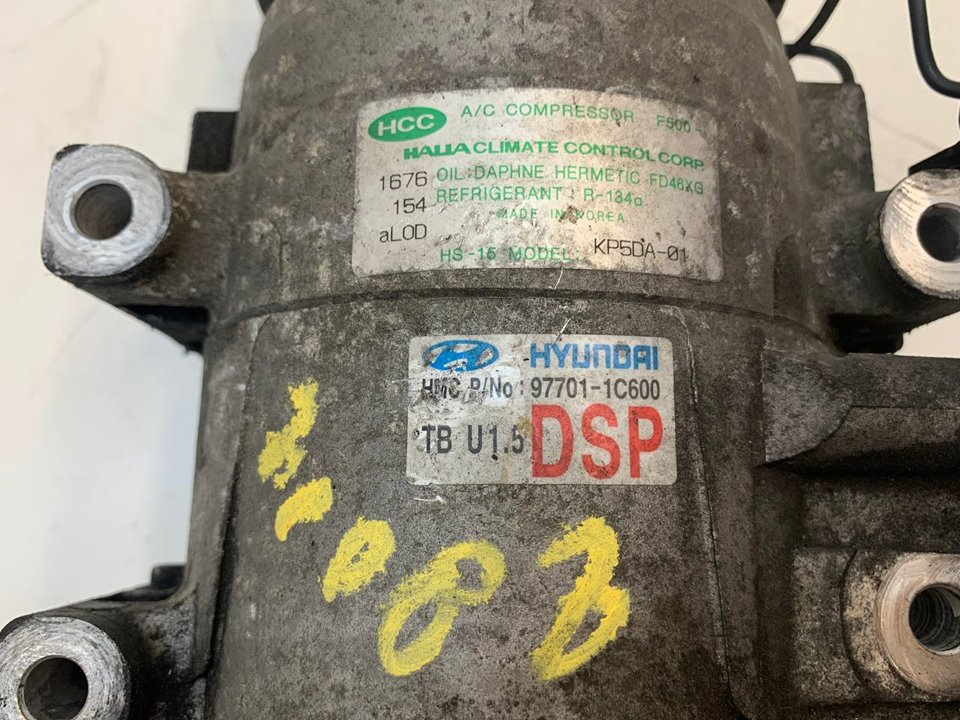 HCC A/C COMPRESSOR F500
HALLA CLIMATE CONTROL CORP.
1676 OIL : DAPHNE HERMETIC FD46XG
154 REFRIGERANT : R-134a
MADE IN KOREA
aLOD
HS-15 MODEL: KP5DA-01
HYUNDAI
HMC P/No : 97701-1C600
TB U1.5 DSP